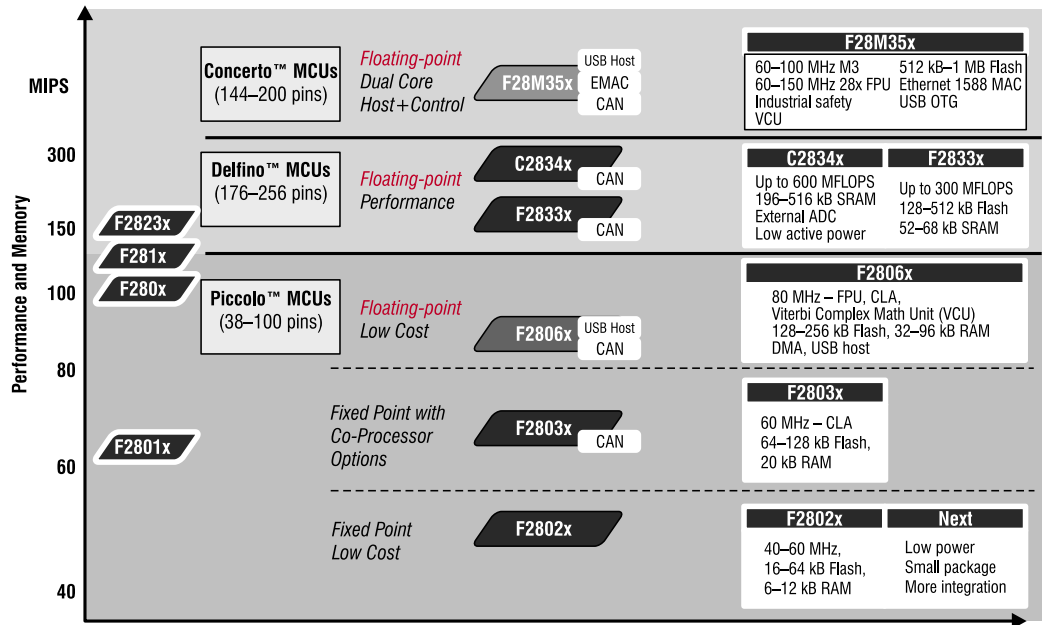 MIPS
300
150
100
80
60
40
Performance and Memory
F2823x
F281x
F280x
F2801x
Concerto™ MCUs
(144–200 pins)
Floating-point
Dual Core
Host+Control
F28M35x
USB Host
EMAC
CAN
F28M35x
60–100 MHz M3
60–150 MHz 28x FPU
Industrial safety
VCU
512 kB–1 MB Flash
Ethernet 1588 MAC
USB OTG
Delfino™ MCUs
(176–256 pins)
Floating-point
Performance
C2834x
CAN
F2833x
CAN
C2834x
Up to 600 MFLOPS
196–516 kB SRAM
External ADC
Low active power
F2833x
Up to 300 MFLOPS
128–512 kB Flash
52–68 kB SRAM
Piccolo™ MCUs
(38–100 pins)
Floating-point
Low Cost
F2806x
USB Host
CAN
F2806x
80 MHz – FPU, CLA,
Viterbi Complex Math Unit (VCU)
128–256 kB Flash, 32–96 kB RAM
DMA, USB host
Fixed Point with
Co-Processor
Options
F2803x
CAN
F2803x
60 MHz – CLA
64–128 kB Flash,
20 kB RAM
Fixed Point
Low Cost
F2802x
F2802x
40–60 MHz,
16–64 kB Flash,
6–12 kB RAM
Next
Low power
Small package
More integration